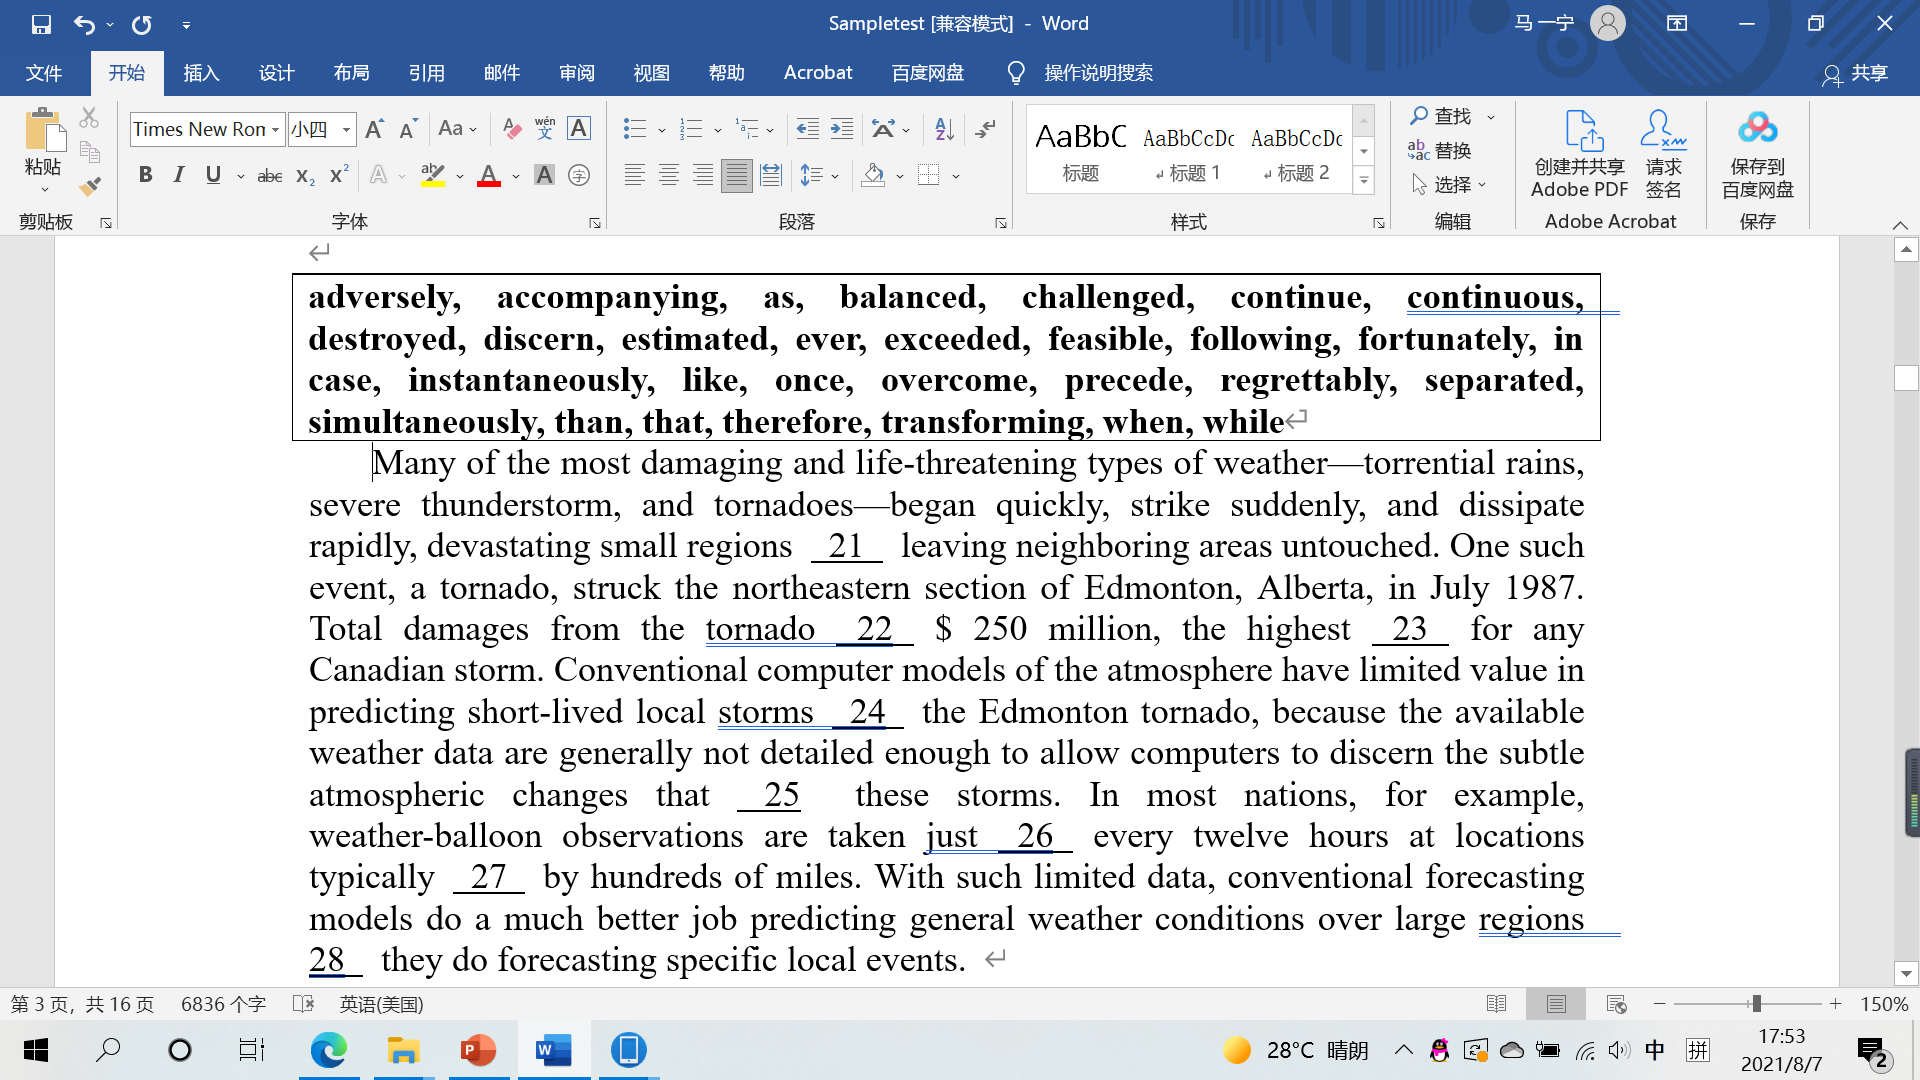 Sampletest [兼容模式] - Word
马 一宁
文件 开始 插入 设计 布局 引用 邮件 审阅 视图 帮助 Acrobat 百度网盘 操作说明搜索 共享
粘贴
剪贴板
Times New Ron 小四
字体
段落
AaBbC AaBbCcDc AaBbCcDc
标题 标题 1 标题 2
样式
查找
替换
选择
编辑
创建并共享 Adobe PDF
请求 签名
Adobe Acrobat
保存到 百度网盘
保存
adversely, accompanying, as, balanced, challenged, continue, continuous,
destroyed, discern, estimated, ever, exceeded, feasible, following, fortunately, in
case, instantaneously, like, once, overcome, precede, regrettably, separated,
simultaneously, than, that, therefore, transforming, when, while
Many of the most damaging and life-threatening types of weather—torrential rains,
severe thunderstorm, and tornadoes—began quickly, strike suddenly, and dissipate
rapidly, devastating small regions 21 leaving neighboring areas untouched. One such
event, a tornado, struck the northeastern section of Edmonton, Alberta, in July 1987.
Total damages from the tornado 22 $ 250 million, the highest 23 for any
Canadian storm. Conventional computer models of the atmosphere have limited value in
predicting short-lived local storms 24 the Edmonton tornado, because the available
weather data are generally not detailed enough to allow computers to discern the subtle
atmospheric changes that 25 these storms. In most nations, for example,
weather-balloon observations are taken just 26 every twelve hours at locations
typically 27 by hundreds of miles. With such limited data, conventional forecasting
models do a much better job predicting general weather conditions over large regions
28 they do forecasting specific local events.
第 3 页，共 16 页 6836 个字 英语(美国) 150%
28°C 晴朗 中 拼
17:53
2021/8/7
2